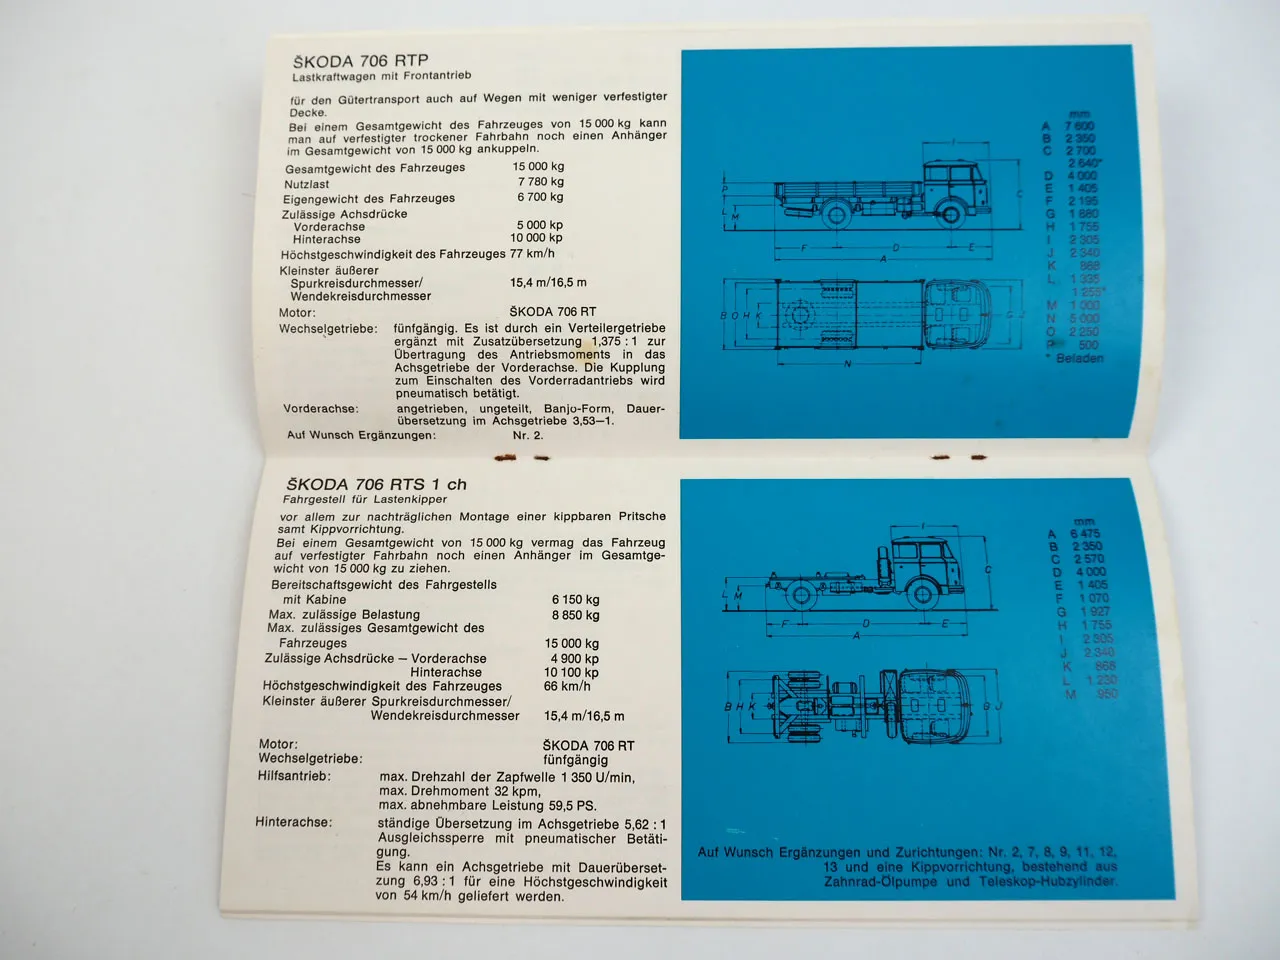 ŠKODA 706 RTP
Lastkraftwagen mit Frontantrieb
für den Gütertransport auch auf Wegen mit weniger verfestigter
Decke.
Bei einem Gesamtgewicht des Fahrzeuges von 15 000 kg kann
man auf verfestigter trockener Fahrbahn noch einen Anhänger
im Gesamtgewicht von 15 000 kg ankuppeln.
Gesamtgewicht des Fahrzeuges 15 000 kg
Nutzlast 7 780 kg
Eigengewicht des Fahrzeuges 6 700 kg
Zulässige Achsdrücke
Vorderachse 5 000 kp
Hinterachse 10 000 kp
Höchstgeschwindigkeit des Fahrzeuges 77 km/h
Kleinster äußerer
Spurkreisdurchmesser/ 15,4 m/16,5 m
Wendekreisdurchmesser
Motor: ŠKODA 706 RT
Wechselgetriebe: fünfgängig. Es ist durch ein Verteilergetriebe
ergänzt mit Zusatzübersetzung 1,375 : 1 zur
Übertragung des Antriebsmoments in das
Achsgetriebe der Vorderachse. Die Kupplung
zum Einschalten des Vorderradantriebs wird
pneumatisch betätigt.
Vorderachse: angetrieben, ungeteilt, Banjo-Form, Dauer-
übersetzung im Achsgetriebe 3,53—1.
Auf Wunsch Ergänzungen: Nr. 2.
mm
A 7 600
B 2 350
C 2 700
2 640*
D 4 000
E 1 405
F 2 195
G 1 880
H 1 755
I 2 305
J 2 340
K 868
L 1 335
1 255*
M 1 000
N 5 000
O 2 250
P 500
* Beladen
I
P
L
M
C
F D E
A
B O H K
G J
N
ŠKODA 706 RTS 1 ch
Fahrgestell für Lastenkipper
vor allem zur nachträglichen Montage einer kippbaren Pritsche
samt Kippvorrichtung.
Bei einem Gesamtgewicht von 15 000 kg vermag das Fahrzeug
auf verfestigter Fahrbahn noch einen Anhänger im Gesamtge-
wicht von 15 000 kg zu ziehen.
Bereitschaftsgewicht des Fahrgestells
mit Kabine 6 150 kg
Max. zulässige Belastung 8 850 kg
Max. zulässiges Gesamtgewicht des
Fahrzeuges 15 000 kg
Zulässige Achsdrücke — Vorderachse 4 900 kp
Hinterachse 10 100 kp
Höchstgeschwindigkeit des Fahrzeuges 66 km/h
Kleinster äußerer Spurkreisdurchmesser/
Wendekreisdurchmesser 15,4 m/16,5 m
Motor: ŠKODA 706 RT
Wechselgetriebe: fünfgängig
Hilfsantrieb: max. Drehzahl der Zapfwelle 1 350 U/min,
max. Drehmoment 32 kpm,
max. abnehmbare Leistung 59,5 PS.
Hinterachse: ständige Übersetzung im Achsgetriebe 5,62 : 1
Ausgleichssperre mit pneumatischer Betäti-
gung.
Es kann ein Achsgetriebe mit Dauerüberset-
zung 6,93 : 1 für eine Höchstgeschwindigkeit
von 54 km/h geliefert werden.
mm
A 6 475
B 2 350
C 2 570
D 4 000
E 1 405
F 1 070
G 1 927
H 1 755
I 2 305
J 2 340
K 868
L 1 230
M 950
I
L
M
C
F D E
A
B H K
G J
Auf Wunsch Ergänzungen und Zurichtungen: Nr. 2, 7, 8, 9, 11, 12,
13 und eine Kippvorrichtung, bestehend aus
Zahnrad-Ölpumpe und Teleskop-Hubzylinder.